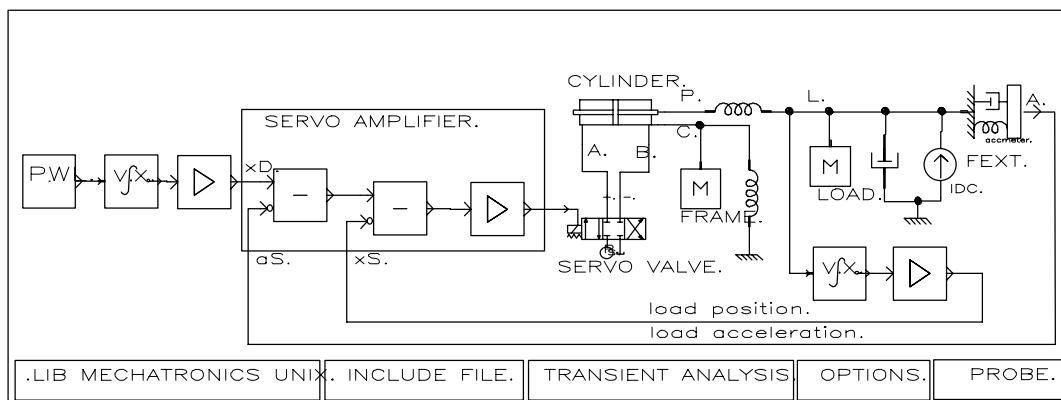 CYLINDER.
P.
L.
A.
SERVO AMPLIFIER.
C.
accmeter.
A.
B.
xD.
P.W
V∫X
M
M
FEXT.
IDC.
LOAD.
FRAME.
aS.
xS.
SERVO VALVE.
V∫X
load position.
load acceleration.
.LIB MECHATRONICS UNIX. INCLUDE FILE. TRANSIENT ANALYSIS. OPTIONS. PROBE.